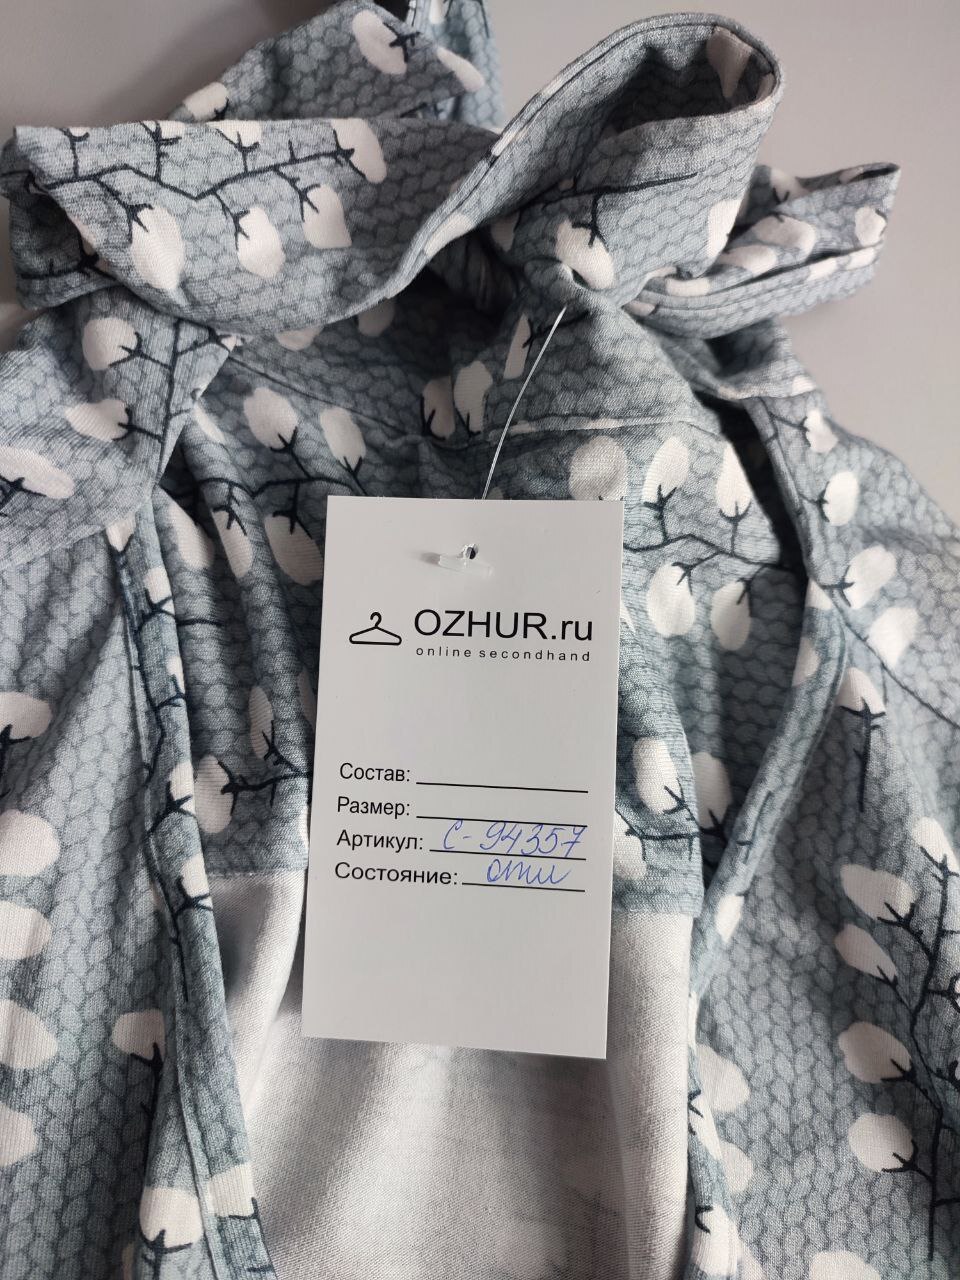 OZHUR.ru
online secondhand
Состав:
Размер:
Артикул: С-94357
Состояние: отл